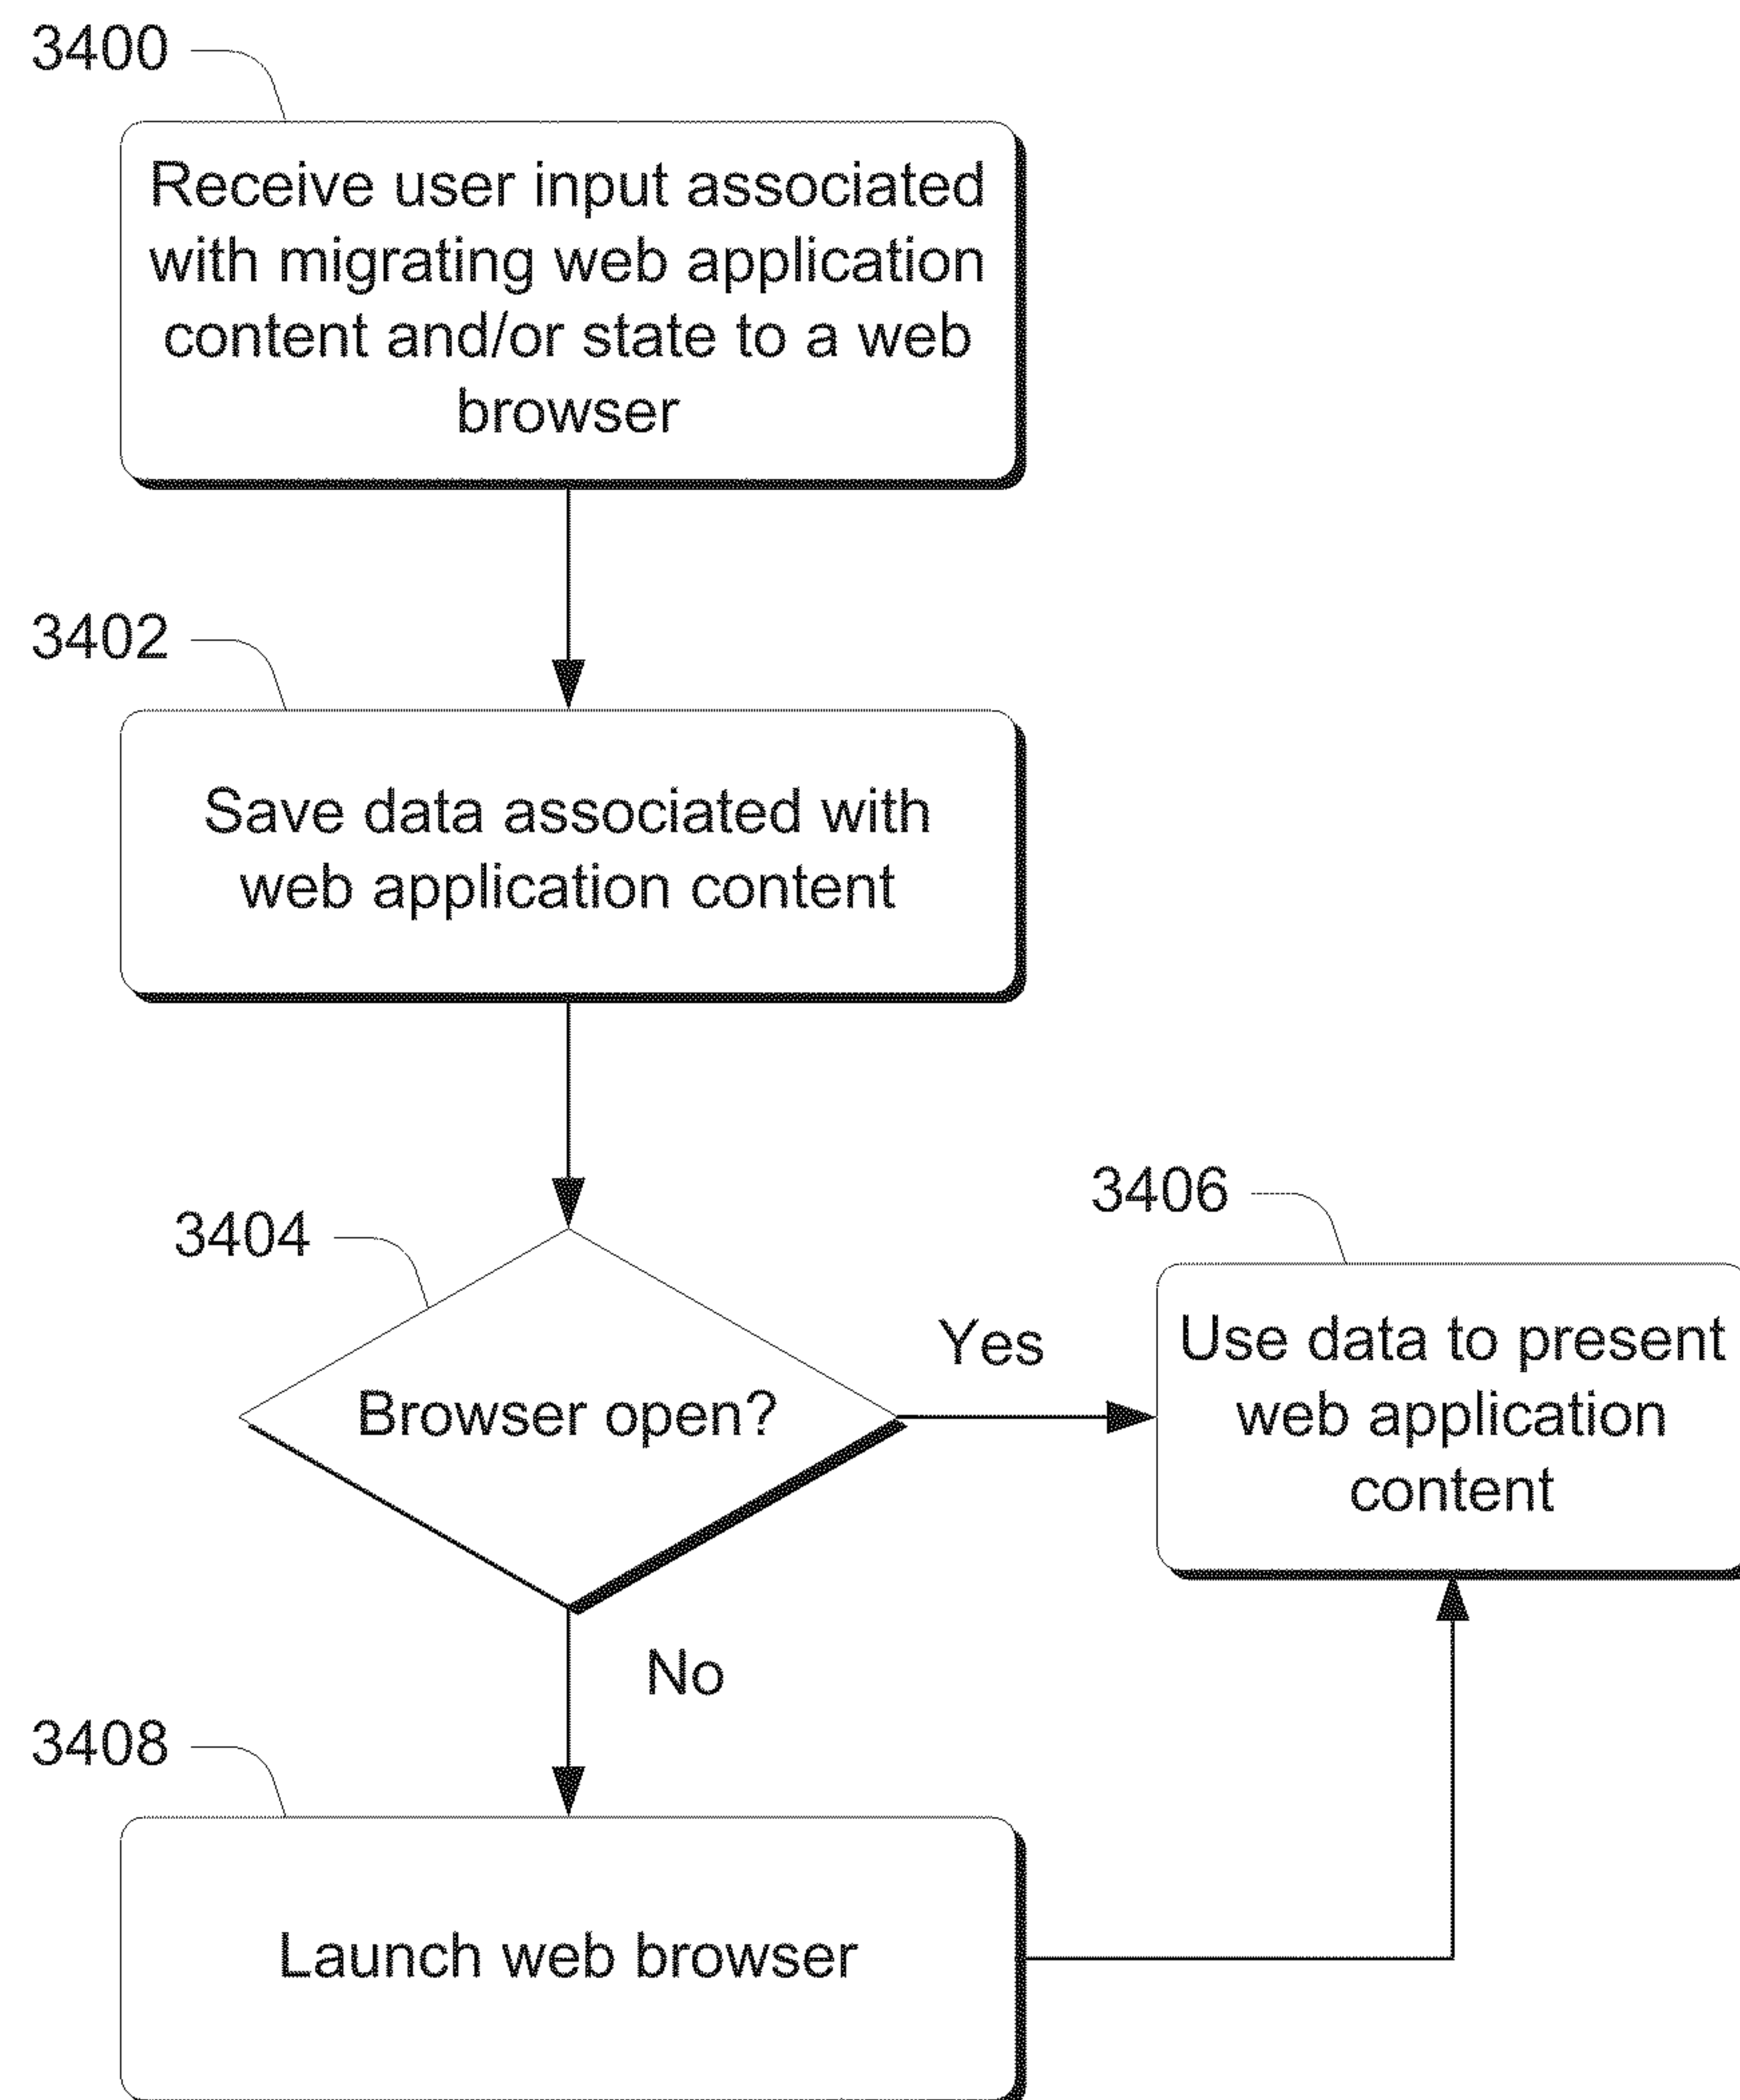 3400
Receive user input associated
with migrating web application
content and/or state to a web
browser
3402
Save data associated with
web application content
3404
Browser open?
Yes
3406
Use data to present
web application
content
No
3408
Launch web browser